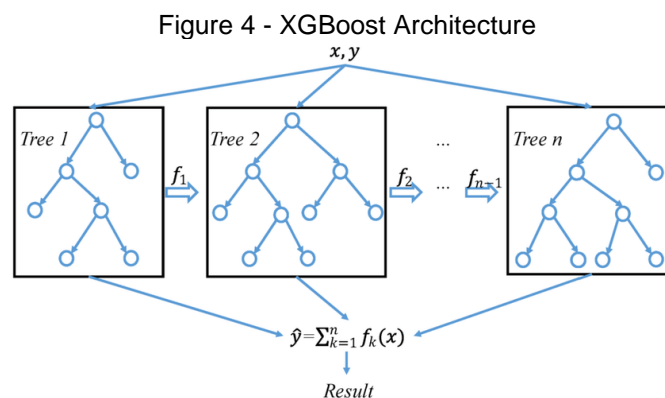 Figure 4 - XGBoost Architecture
x, y
Tree 1
f₁
Tree 2
f₂
...
...
fₙ₋₁
Tree n
ŷ=∑ⁿₖ₌₁ fₖ(x)
Result